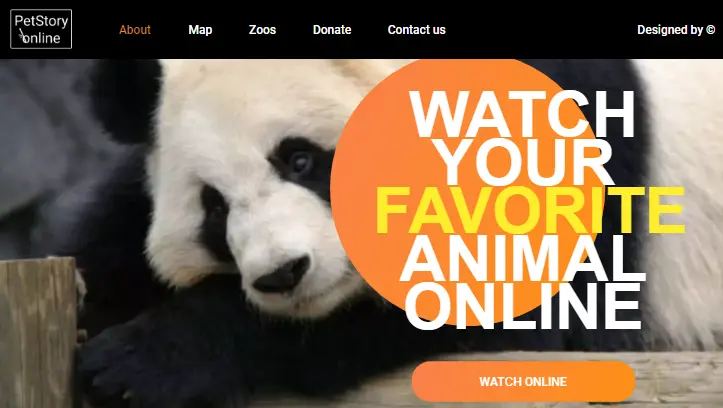 PetStory
online
About
Map
Zoos
Donate
Contact us
Designed by ©
WATCH
YOUR
FAVORITE
ANIMAL
ONLINE
WATCH ONLINE